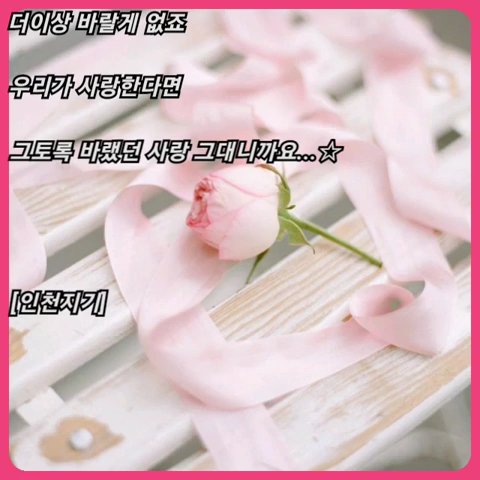 더이상 바랄게 없죠
우리가 사랑한다면
그토록 바랬던 사랑 그대니까요...☆
[인천지기]